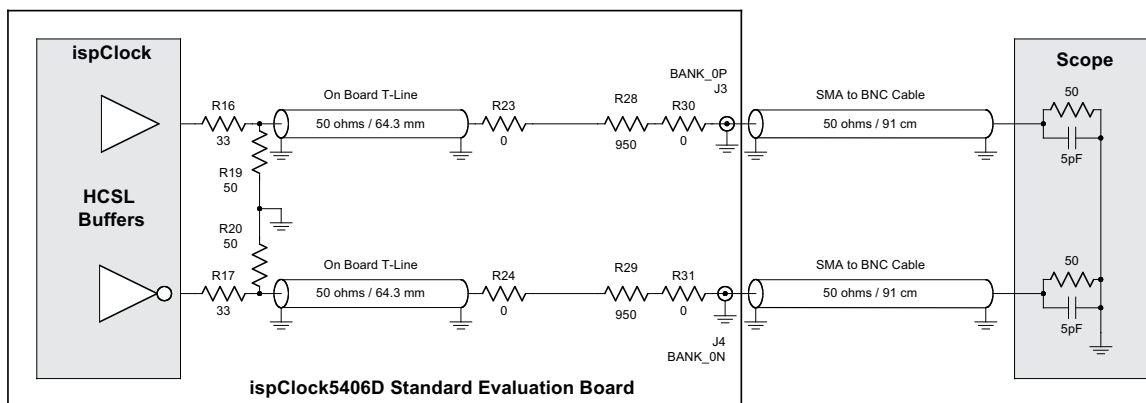 ispClock
Scope
BANK_0P
J3
On Board T-Line
SMA to BNC Cable
R16
R23
R28
R30
50
50 ohms / 64.3 mm
50 ohms / 91 cm
33
0
950
0
5pF
R19
50
HCSL
Buffers
R20
50
On Board T-Line
SMA to BNC Cable
R17
R24
R29
R31
50
50 ohms / 64.3 mm
50 ohms / 91 cm
33
0
950
0
5pF
J4
BANK_0N
ispClock5406D Standard Evaluation Board